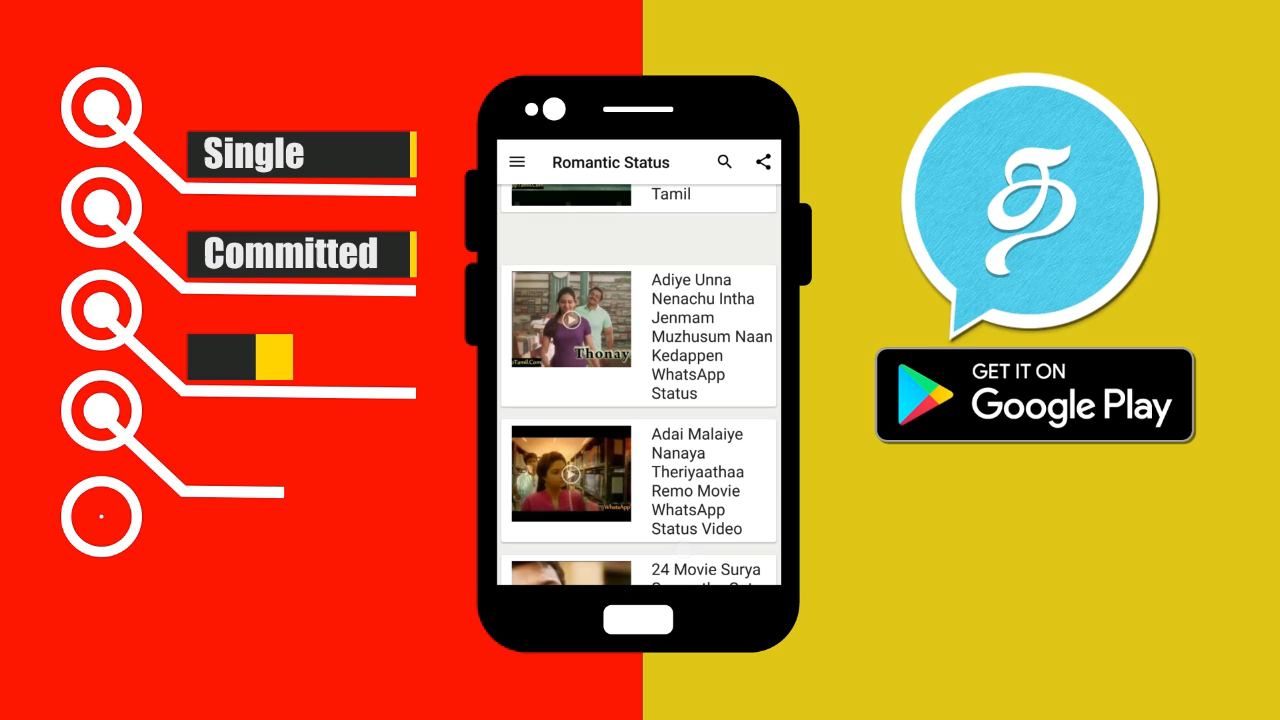 Single
Committed
Romantic Status
Tamil
Adiye Unna
Nenachu Intha
Jenmam
Muzhusum Naan
Kedappen
WhatsApp
Status
Thonay
Adai Malaiye
Nanaya
Theriyaathaa
Remo Movie
WhatsApp
Status Video
WhatsApp
24 Movie Surya
த
GET IT ON
Google Play